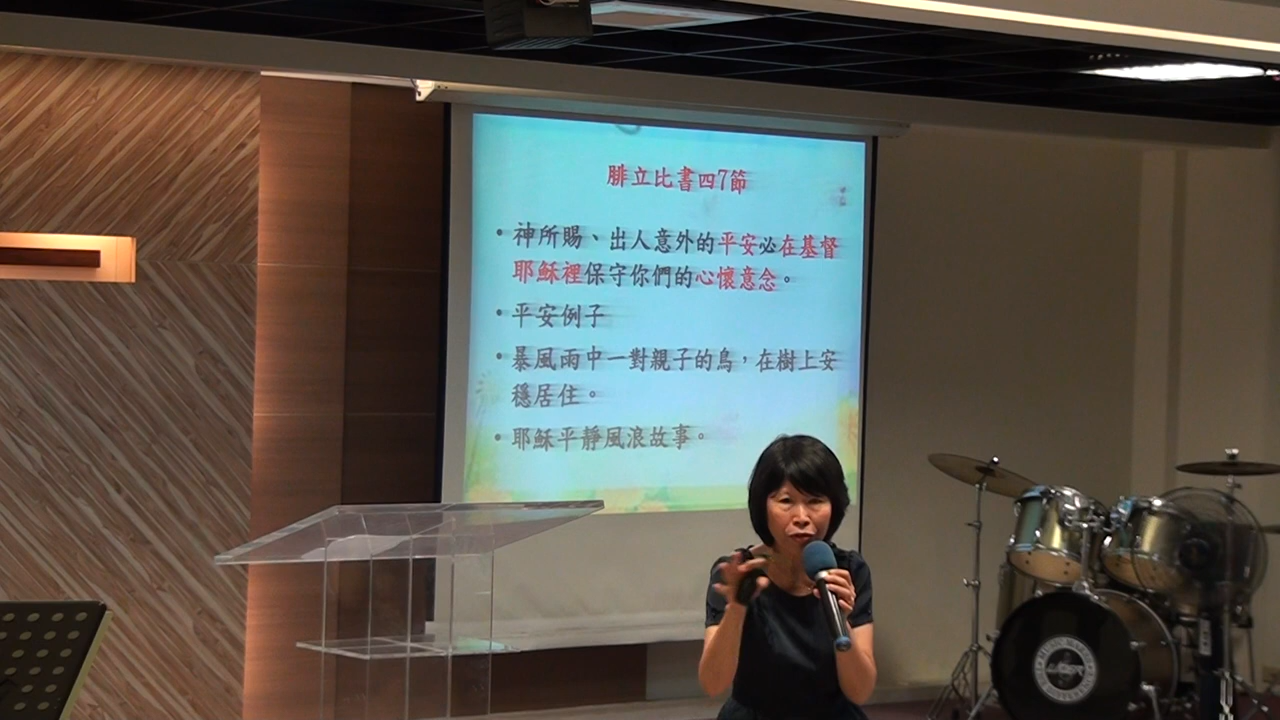 腓立比書四7節
•神所賜、出人意外的平安必在基督
耶穌裡保守你們的心懷意念。
•平安例子
•暴風雨中一對親子的鳥,在樹上安
穩居住。
•耶穌平靜風浪故事。